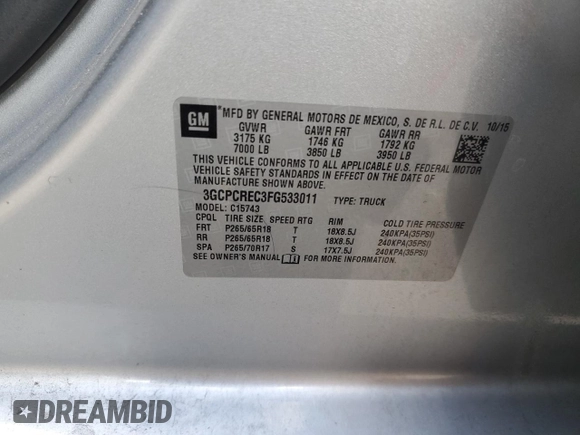 GM
*MFD BY GENERAL MOTORS DE MEXICO, S. DE R.L. DE C.V. 10/15
GVWR GAWR FRT GAWR RR
3175 KG 1746 KG 1792 KG
7000 LB 3850 LB 3950 LB
THIS VEHICLE CONFORMS TO ALL APPLICABLE U.S. FEDERAL MOTOR
VEHICLE SAFETY STANDARDS IN EFFECT ON THE DATE OF
MANUFACTURE SHOWN ABOVE.*
3GCPCREC3FG533011 TYPE: TRUCK
MODEL: C15743
CPQL TIRE SIZE SPEED RTG RIM COLD TIRE PRESSURE
FRT P265/65R18 T 18X8.5J 240KPA(35PSI)
RR P265/65R18 T 18X8.5J 240KPA(35PSI)
SPA P265/70R17 S 17X7.5J 240KPA(35PSI)
SEE OWNER'S MANUAL FOR MORE INFORMATION.
DREAMBID